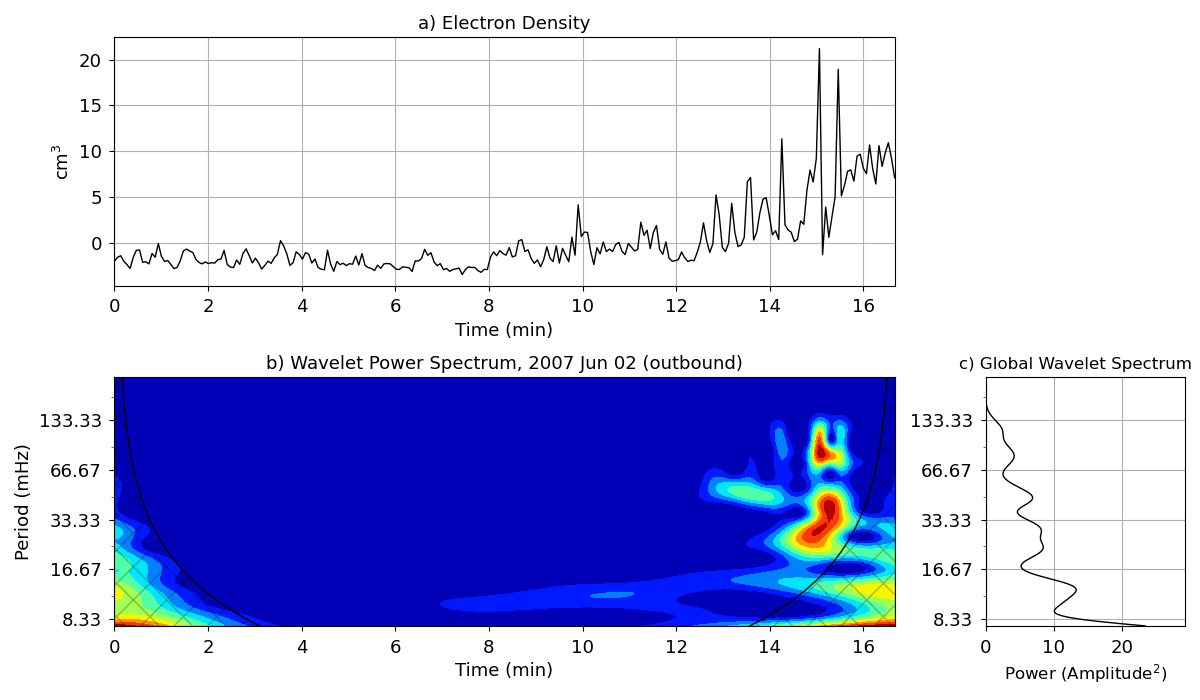 a) Electron Density
20
15
10
5
0
cm³
0 2 4 6 8 10 12 14 16
Time (min)
b) Wavelet Power Spectrum, 2007 Jun 02 (outbound)
c) Global Wavelet Spectrum
133.33
66.67
33.33
16.67
8.33
Period (mHz)
0 2 4 6 8 10 12 14 16
Time (min)
133.33
66.67
33.33
16.67
8.33
0 10 20
Power (Amplitude²)